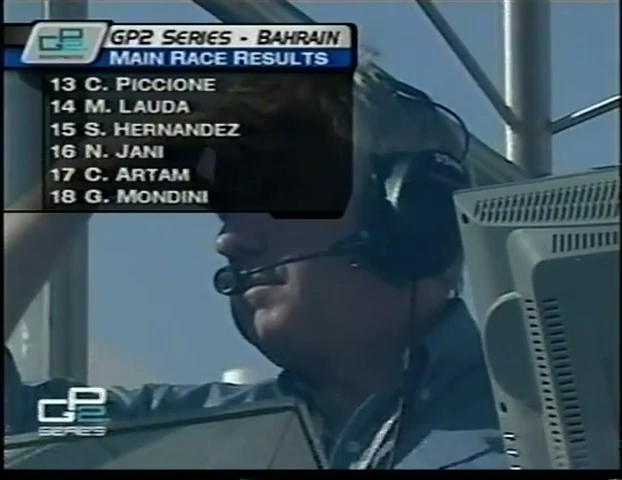 GP2 SERIES - BAHRAIN
MAIN RACE RESULTS
13 C. PICCIONE
14 M. LAUDA
15 S. HERNANDEZ
16 N. JANI
17 C. ARTAM
18 G. MONDINI
GP2
SERIES